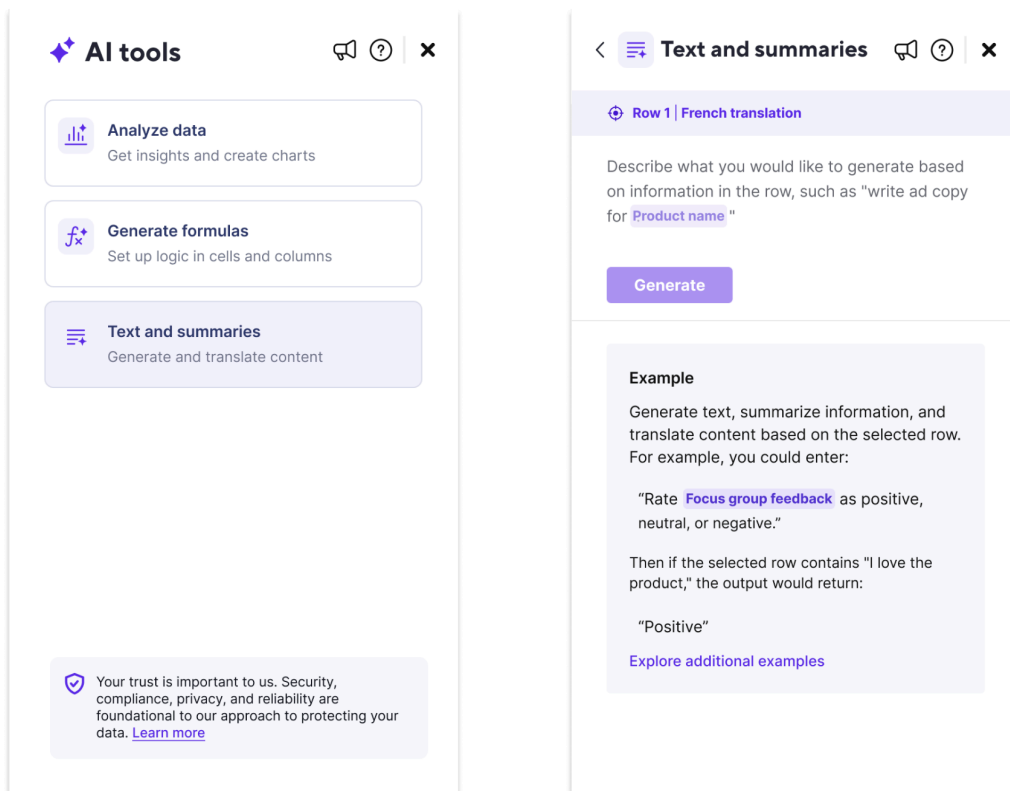 AI tools
Analyze data
Get insights and create charts
Generate formulas
Set up logic in cells and columns
Text and summaries
Generate and translate content
Your trust is important to us. Security,
compliance, privacy, and reliability are
foundational to our approach to protecting your
data. Learn more
Text and summaries
Row 1 | French translation
Describe what you would like to generate based
on information in the row, such as "write ad copy
for Product name "
Generate
Example
Generate text, summarize information, and
translate content based on the selected row.
For example, you could enter:
“Rate Focus group feedback as positive,
neutral, or negative.”
Then if the selected row contains "I love the
product," the output would return:
“Positive”
Explore additional examples